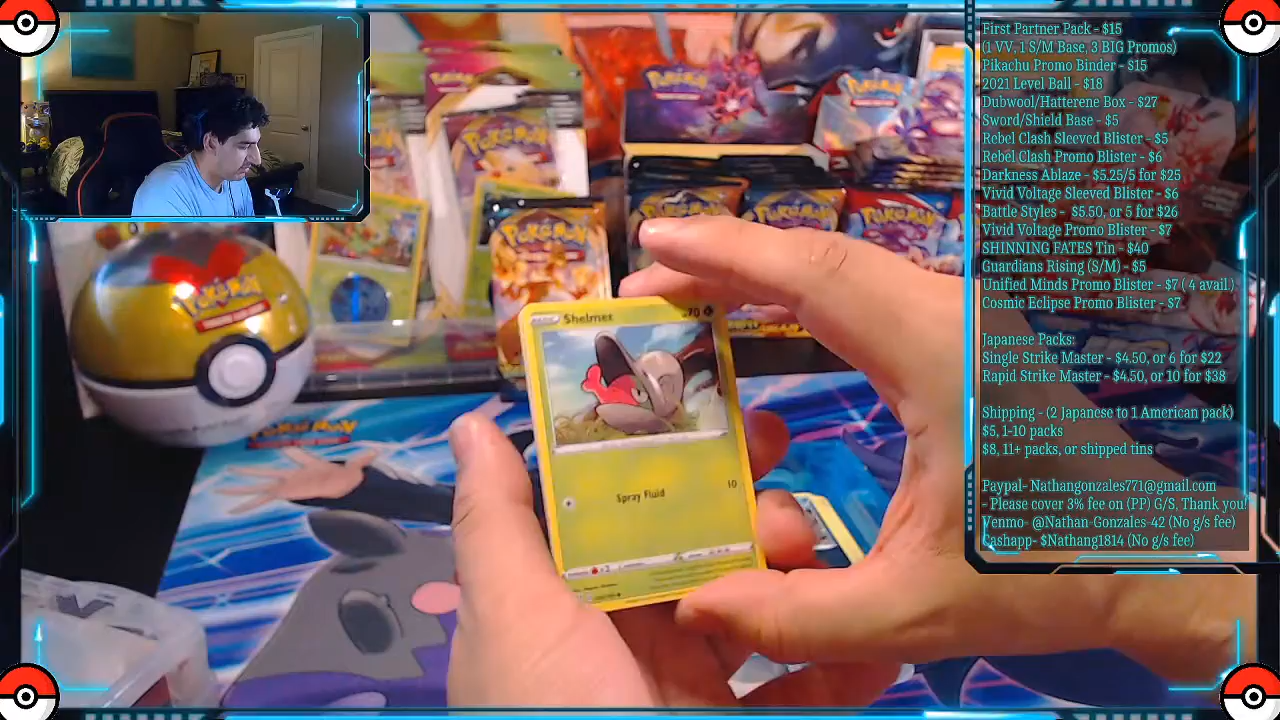 First Partner Pack - $15
(1 VV, 1 S/M Base, 3 BIG Promos)
Pikachu Promo Binder - $15
2021 Level Ball - $18
Dubwool/Hatterene Box - $27
Sword/Shield Base - $5
Rebel Clash Sleeved Blister - $5
Rebel Clash Promo Blister - $6
Darkness Ablaze - $5.25/5 for $25
Vivid Voltage Sleeved Blister - $6
Battle Styles - $5.50, or 5 for $26
Vivid Voltage Promo Blister - $7
SHINNING FATES Tin - $40
Guardians Rising (S/M) - $5
Unified Minds Promo Blister - $7 ( 4 avail.)
Cosmic Eclipse Promo Blister - $7
Japanese Packs:
Single Strike Master - $4.50, or 6 for $22
Rapid Strike Master - $4.50, or 10 for $38
Shipping - (2 Japanese to 1 American pack)
$5, 1-10 packs
$8, 11+ packs, or shipped tins
Paypal- Nathangonzales771@gmail.com
- Please cover 3% fee on (PP) G/S. Thank you!
Venmo- @Nathan-Gonzales-42 (No g/s fee)
Cashapp- $Nathang1814 (No g/s fee)
Pokémon
Pokémon
Pokémon
Pokémon
Pokémon
Pokémon
Pokémon
POKÉMON
Shelmet 70
Spray Fluid 10